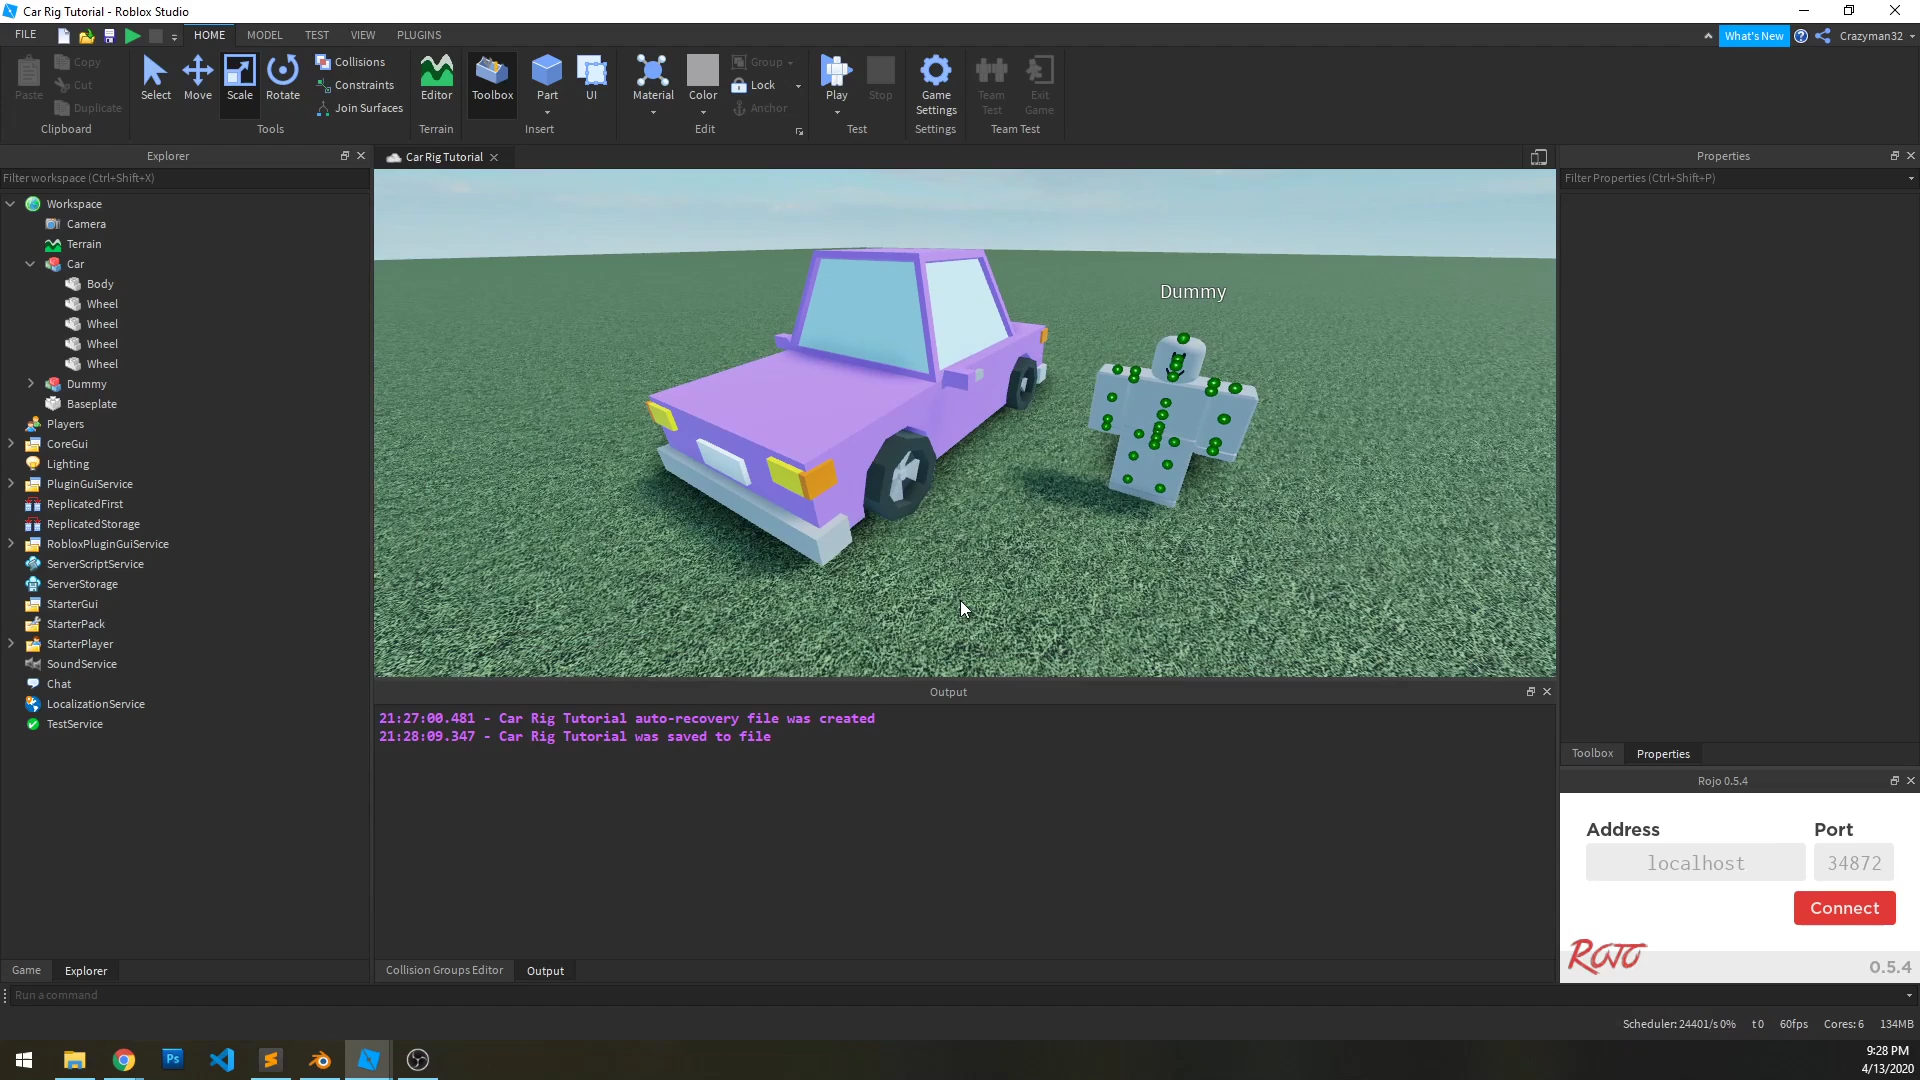 Car Rig Tutorial - Roblox Studio
FILE
HOME
MODEL
TEST
VIEW
PLUGINS
What's New
Crazyman32
Paste
Copy
Cut
Duplicate
Clipboard
Select
Move
Scale
Rotate
Collisions
Constraints
Join Surfaces
Tools
Editor
Terrain
Toolbox
Part
UI
Insert
Material
Color
Group
Lock
Anchor
Edit
Play
Stop
Test
Game
Settings
Settings
Team
Test
Exit
Game
Team Test
Explorer
Filter workspace (Ctrl+Shift+X)
Workspace
Camera
Terrain
Car
Body
Wheel
Wheel
Wheel
Wheel
Dummy
Baseplate
Players
CoreGui
Lighting
PluginGuiService
ReplicatedFirst
ReplicatedStorage
RobloxPluginGuiService
ServerScriptService
ServerStorage
StarterGui
StarterPack
StarterPlayer
SoundService
Chat
LocalizationService
TestService
Game
Explorer
Car Rig Tutorial
Dummy
Output
21:27:00.481 - Car Rig Tutorial auto-recovery file was created
21:28:09.347 - Car Rig Tutorial was saved to file
Collision Groups Editor
Output
Properties
Filter Properties (Ctrl+Shift+P)
Toolbox
Properties
Rojo 0.5.4
Address
Port
localhost
34872
Connect
ROJO
0.5.4
Run a command
Scheduler: 24401/s 0%
t 0
60fps
Cores: 6
134MB
Ps
9:28 PM
4/13/2020